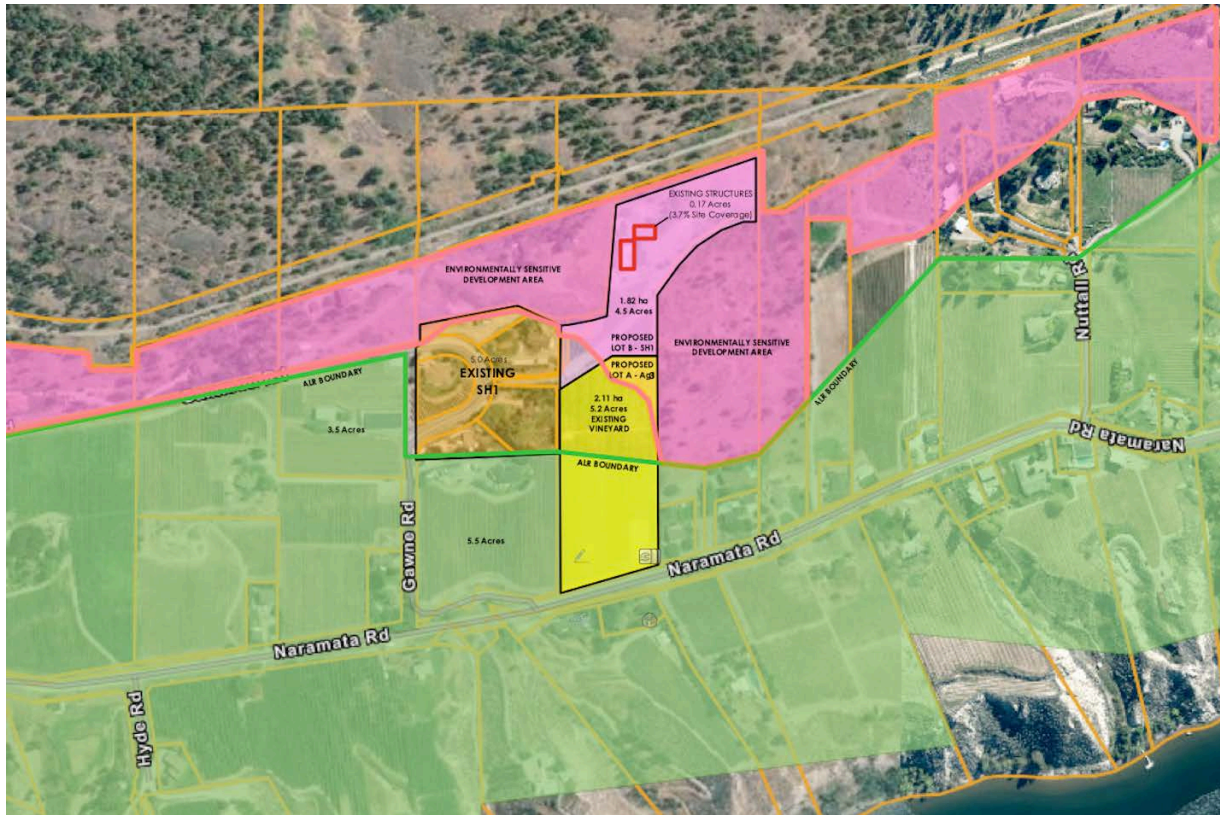 EXISTING STRUCTURES
0.17 Acres
(3.7% Site Coverage)
ENVIRONMENTALLY SENSITIVE
DEVELOPMENT AREA
1.82 ha
4.5 Acres
PROPOSED
LOT B - SH1
ENVIRONMENTALLY SENSITIVE
DEVELOPMENT AREA
5.0 Acres
EXISTING
SH1
PROPOSED
LOT A - Ag3
2.11 ha
5.2 Acres
EXISTING
VINEYARD
ALR BOUNDARY
ALR BOUNDARY
ALR BOUNDARY
3.5 Acres
5.5 Acres
Nuttall Rd
Naramata Rd
Gawne Rd
Naramata Rd
Naramata Rd
Hyde Rd